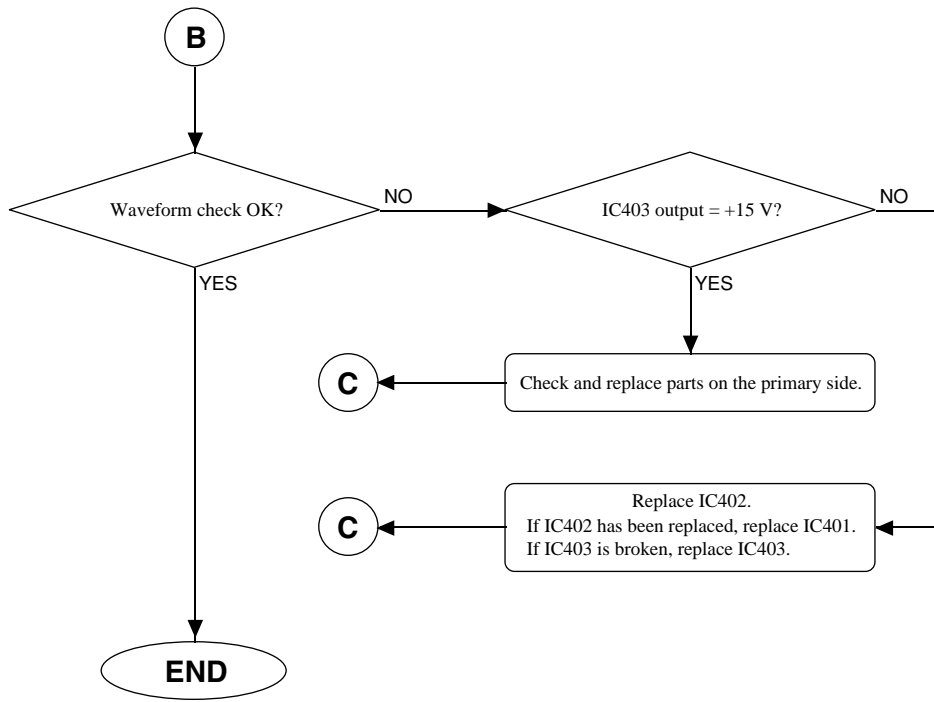 B
Waveform check OK?
NO
IC403 output = +15 V?
NO
YES
YES
C
Check and replace parts on the primary side.
C
Replace IC402.
If IC402 has been replaced, replace IC401.
If IC403 is broken, replace IC403.
END